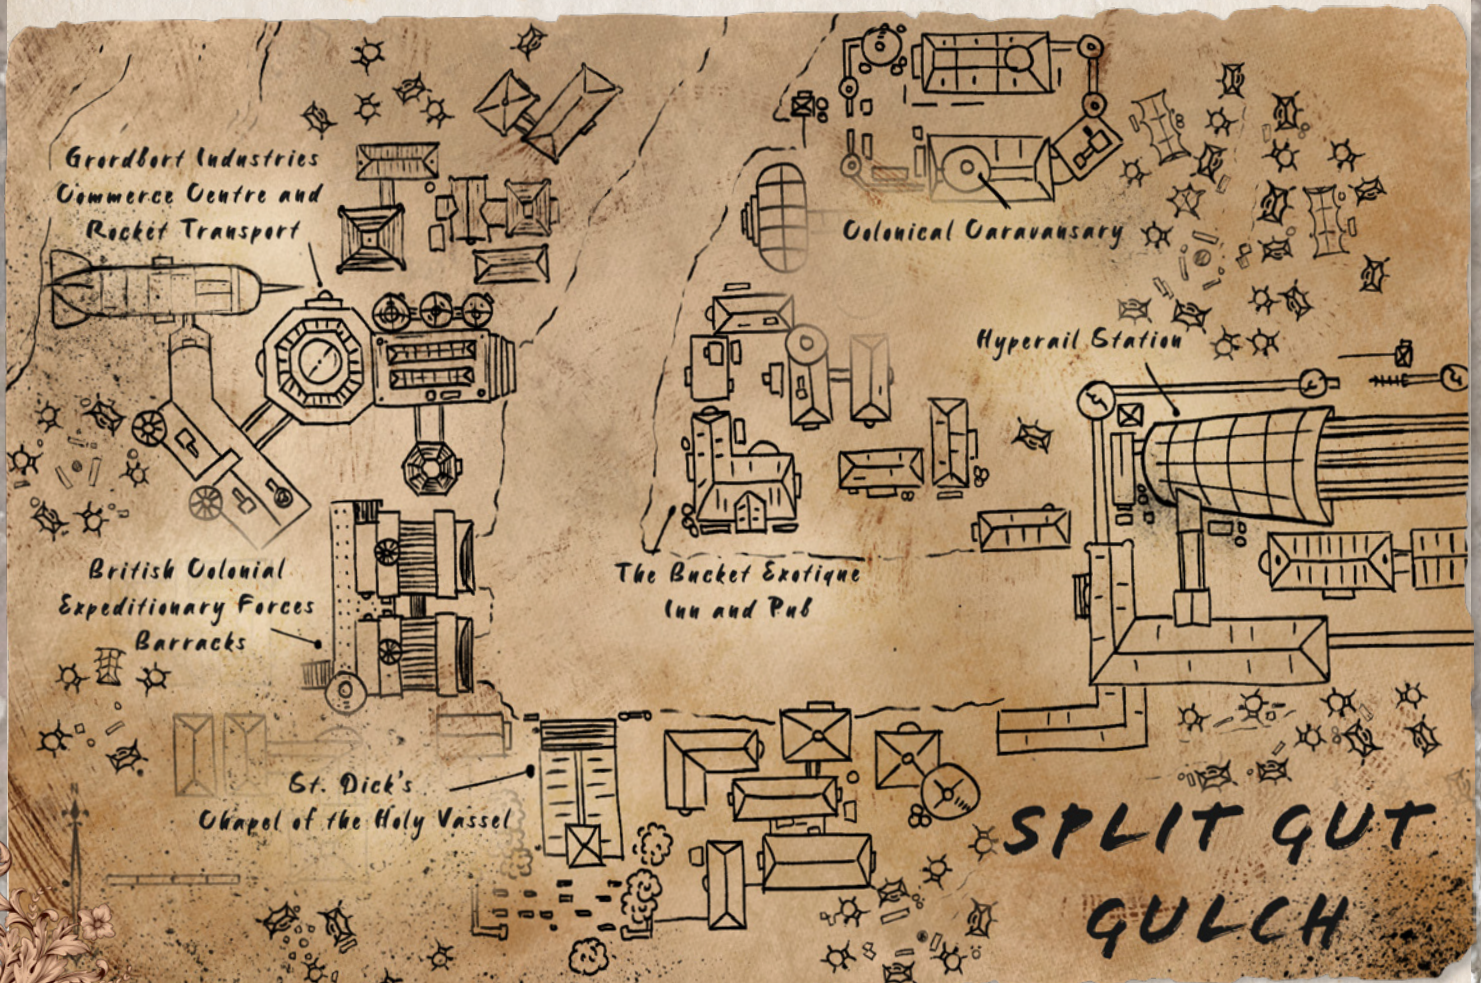 Grordbort Industries
Commerce Centre and
Rocket Transport
Colonical Caravansary
Hyperail Station
British Colonial
Expeditionary Forces
Barracks
The Bucket Exotique
Inn and Pub
St. Dick's
Chapel of the Holy Vassel
N
SPLIT GUT
GULCH